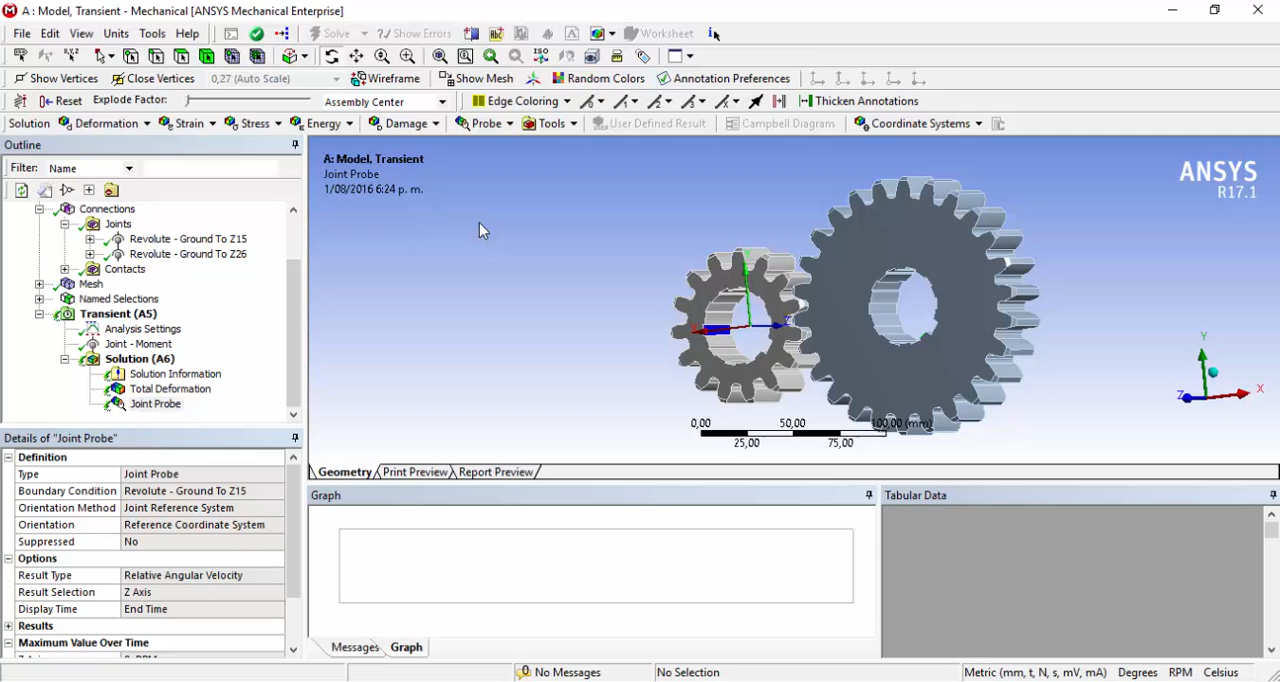 A : Model, Transient - Mechanical [ANSYS Mechanical Enterprise]
File Edit View Units Tools Help Solve ?/ Show Errors Worksheet
Show Vertices Close Vertices 0,27 (Auto Scale) Wireframe Show Mesh Random Colors Annotation Preferences
Reset Explode Factor: Assembly Center Edge Coloring Thicken Annotations
Solution Deformation Strain Stress Energy Damage Probe Tools User Defined Result Campbell Diagram Coordinate Systems
Outline
Filter: Name
Connections
Joints
Revolute - Ground To Z15
Revolute - Ground To Z26
Contacts
Mesh
Named Selections
Transient (A5)
Analysis Settings
Joint - Moment
Solution (A6)
Solution Information
Total Deformation
Joint Probe
A: Model, Transient
Joint Probe
1/08/2016 6:24 p. m.
ANSYS
R17.1
Y
X
Z
0,00 50,00 100,00 (mm)
25,00 75,00
Geometry Print Preview Report Preview
Details of "Joint Probe"
Definition
Type Joint Probe
Boundary Condition Revolute - Ground To Z15
Orientation Method Joint Reference System
Orientation Reference Coordinate System
Suppressed No
Options
Result Type Relative Angular Velocity
Result Selection Z Axis
Display Time End Time
Results
Maximum Value Over Time
Graph
Tabular Data
Messages Graph
No Messages No Selection Metric (mm, t, N, s, mV, mA) Degrees RPM Celsius